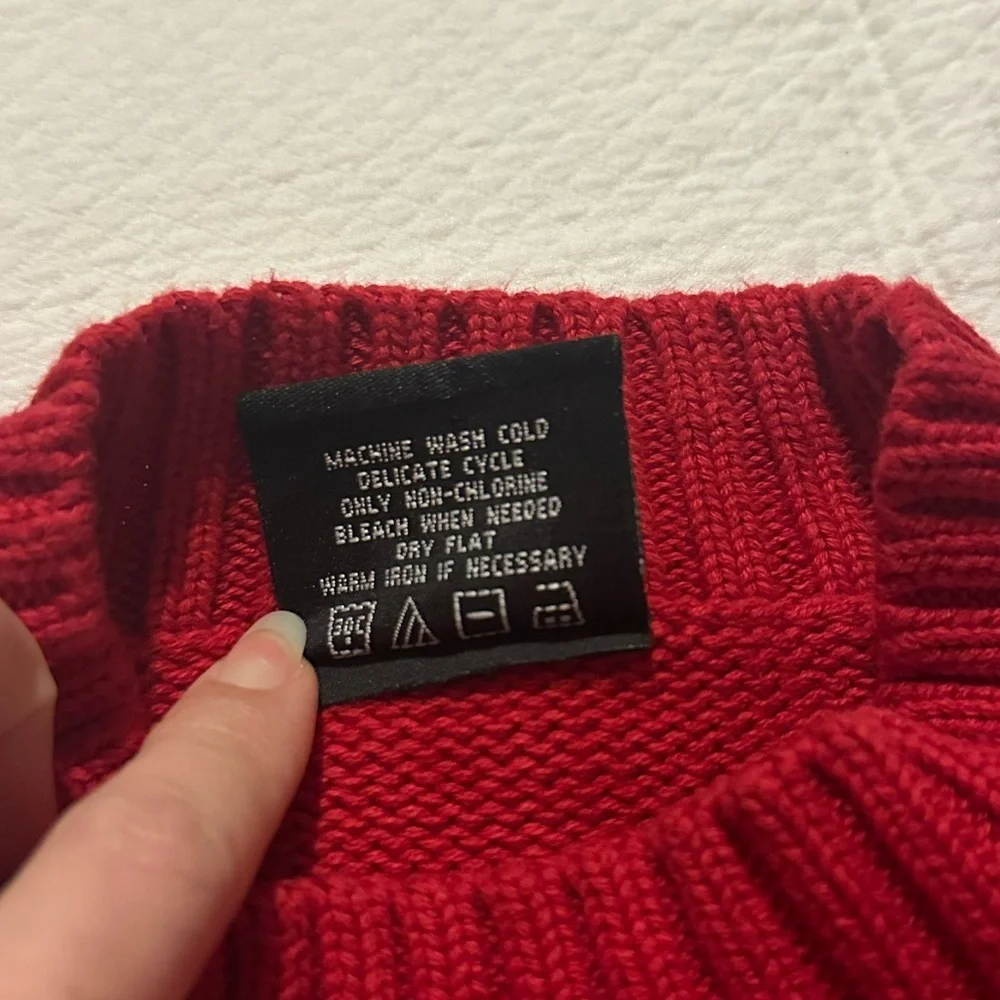 MACHINE WASH COLD
DELICATE CYCLE
ONLY NON-CHLORINE
BLEACH WHEN NEEDED
DRY FLAT
WARM IRON IF NECESSARY